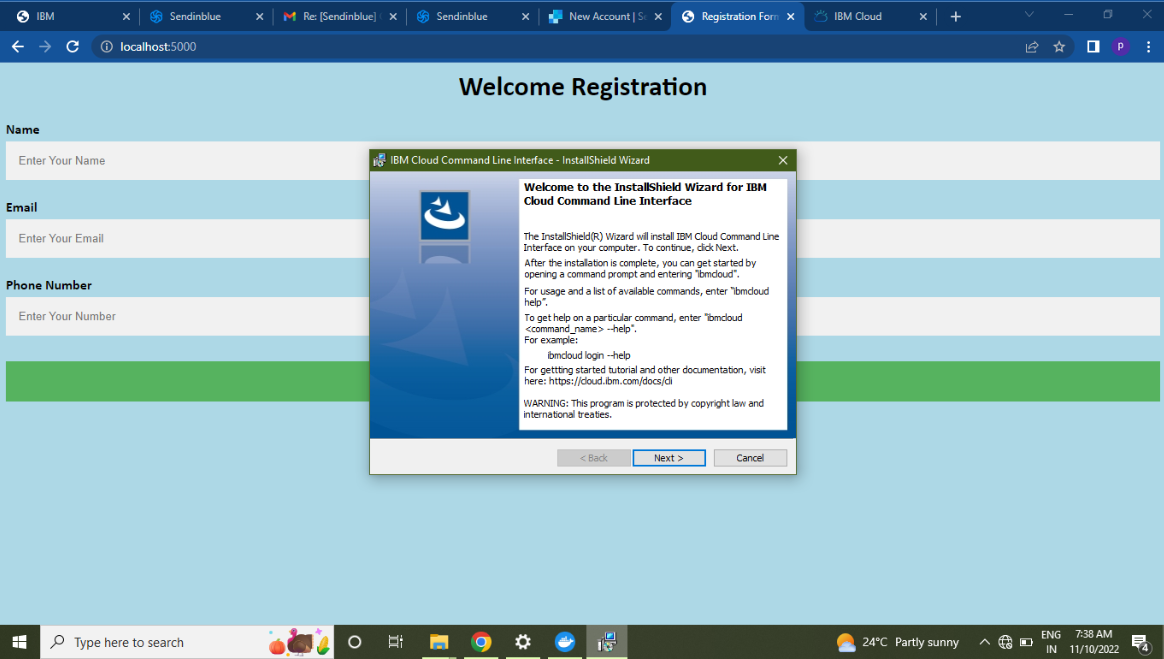 IBM
Sendinblue
Re: [Sendinblue]
Sendinblue
New Account | Se
Registration Form
IBM Cloud
localhost:5000
P
Welcome Registration
Name
Enter Your Name
Email
Enter Your Email
Phone Number
Enter Your Number
IBM Cloud Command Line Interface - InstallShield Wizard
Welcome to the InstallShield Wizard for IBM
Cloud Command Line Interface
The InstallShield(R) Wizard will install IBM Cloud Command Line
Interface on your computer. To continue, click Next.
After the installation is complete, you can get started by
opening a command prompt and entering "ibmcloud".
For usage and a list of available commands, enter "ibmcloud
help".
To get help on a particular command, enter "ibmcloud
<command_name> --help".
For example:
ibmcloud login --help
For gettting started tutorial and other documentation, visit
here: https://cloud.ibm.com/docs/cli
WARNING: This program is protected by copyright law and
international treaties.
< Back
Next >
Cancel
Type here to search
24°C Partly sunny
ENG
IN
7:38 AM
11/10/2022
4